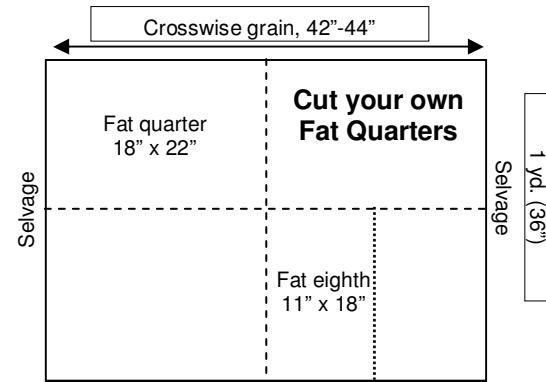 Crosswise grain, 42”-44”
Cut your own
Fat Quarters
Fat quarter
18” x 22”
Selvage
Selvage
1 yd. (36”)
Fat eighth
11” x 18”